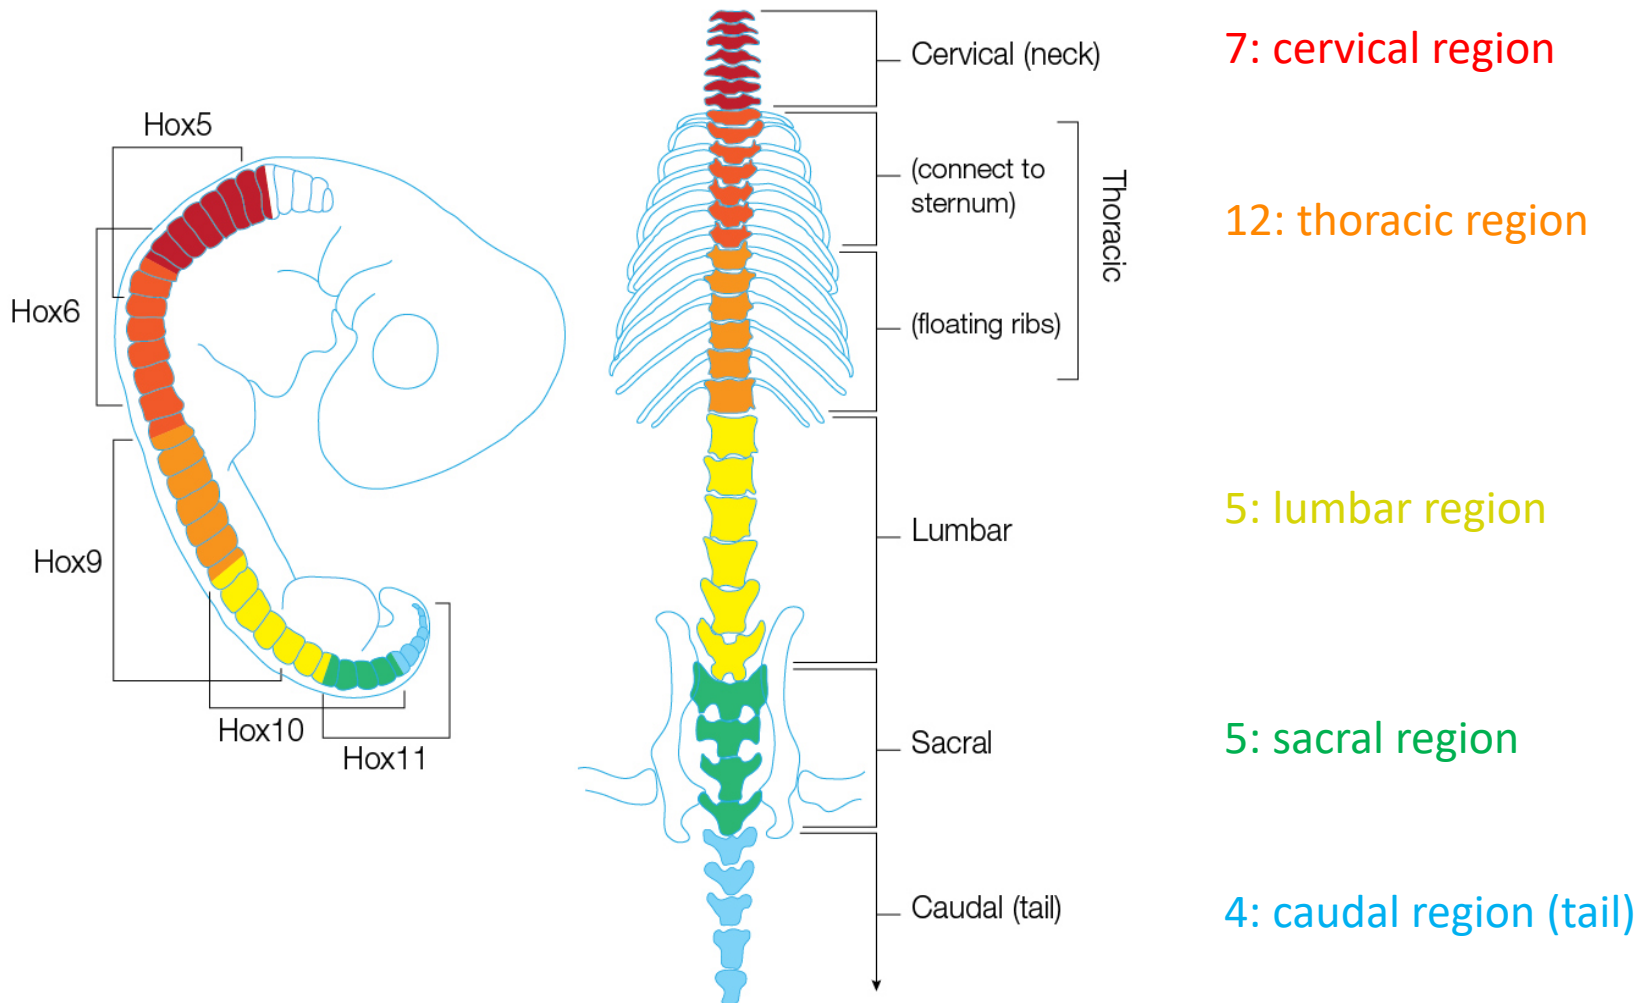 Hox5
Hox6
Hox9
Hox10
Hox11
Cervical (neck)
(connect to
sternum)
Thoracic
(floating ribs)
Lumbar
Sacral
Caudal (tail)
7: cervical region
12: thoracic region
5: lumbar region
5: sacral region
4: caudal region (tail)